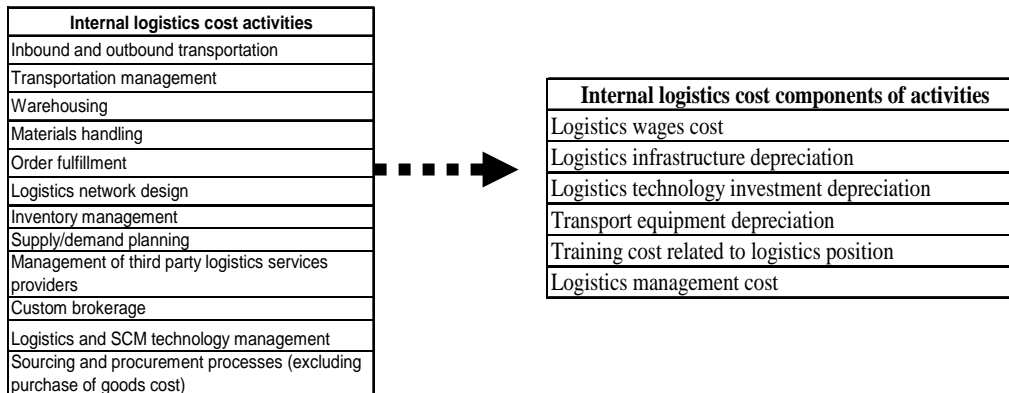 Internal logistics cost activities
Inbound and outbound transportation
Transportation management
Warehousing
Materials handling
Order fulfillment
Logistics network design
Inventory management
Supply/demand planning
Management of third party logistics services
providers
Custom brokerage
Logistics and SCM technology management
Sourcing and procurement processes (excluding
purchase of goods cost)
Internal logistics cost components of activities
Logistics wages cost
Logistics infrastructure depreciation
Logistics technology investment depreciation
Transport equipment depreciation
Training cost related to logistics position
Logistics management cost